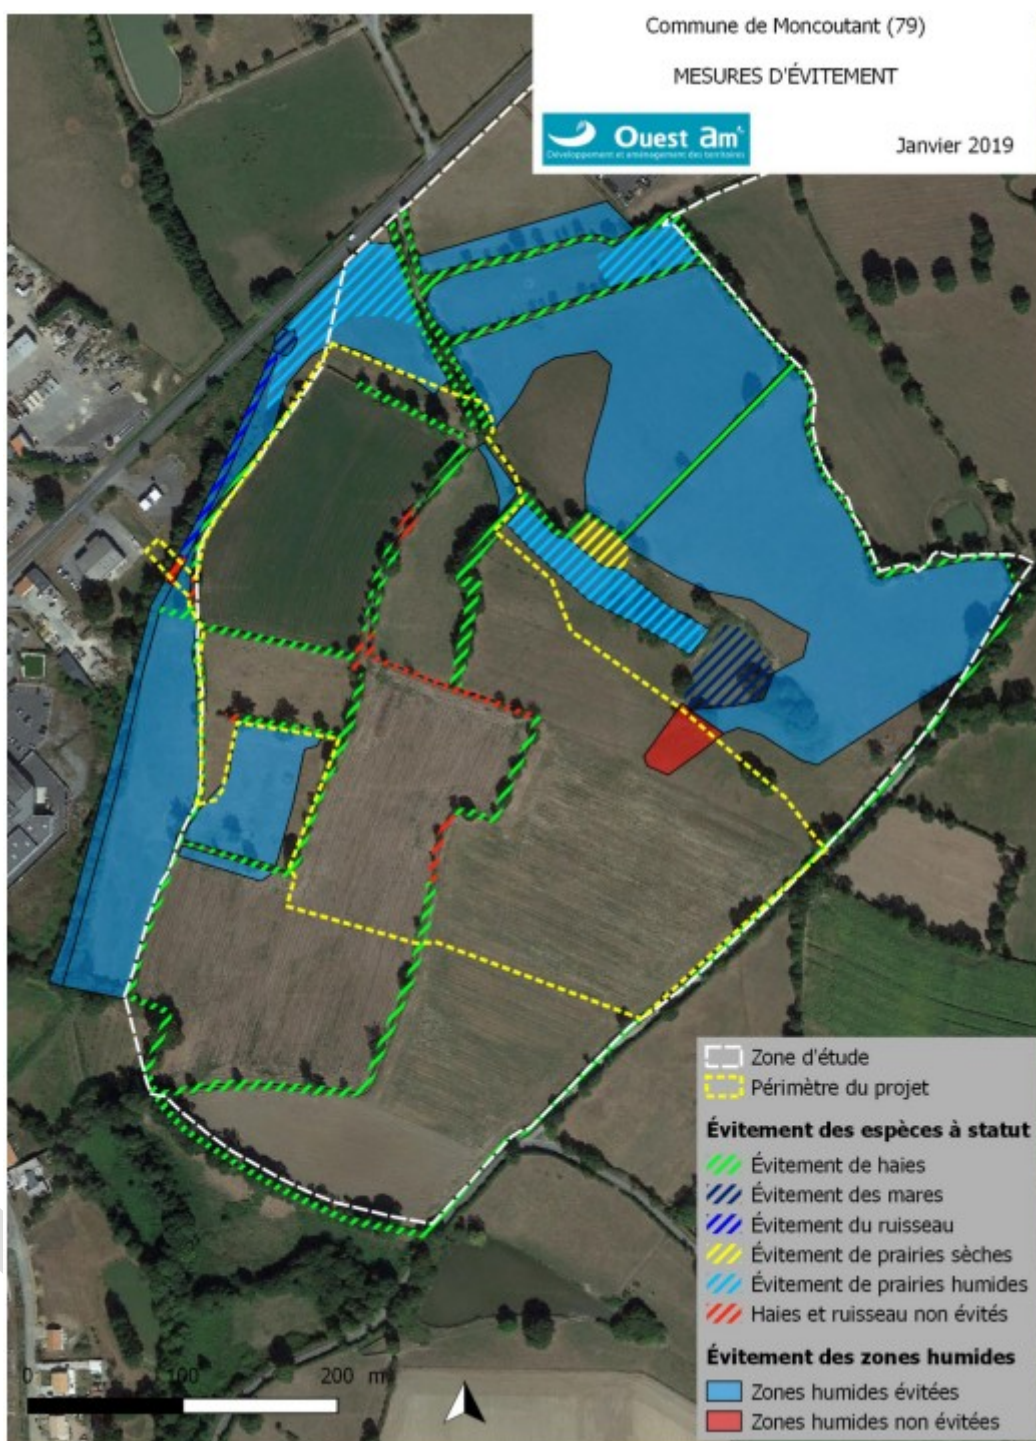 Commune de Moncoutant (79)
MESURES D'ÉVITEMENT
Ouest am'
Développement et aménagement des territoires
Janvier 2019
Zone d'étude
Périmètre du projet
Évitement des espèces à statut
Évitement de haies
Évitement des mares
Évitement du ruisseau
Évitement de prairies sèches
Évitement de prairies humides
Haies et ruisseau non évités
Évitement des zones humides
Zones humides évitées
Zones humides non évitées
0 100 200 m